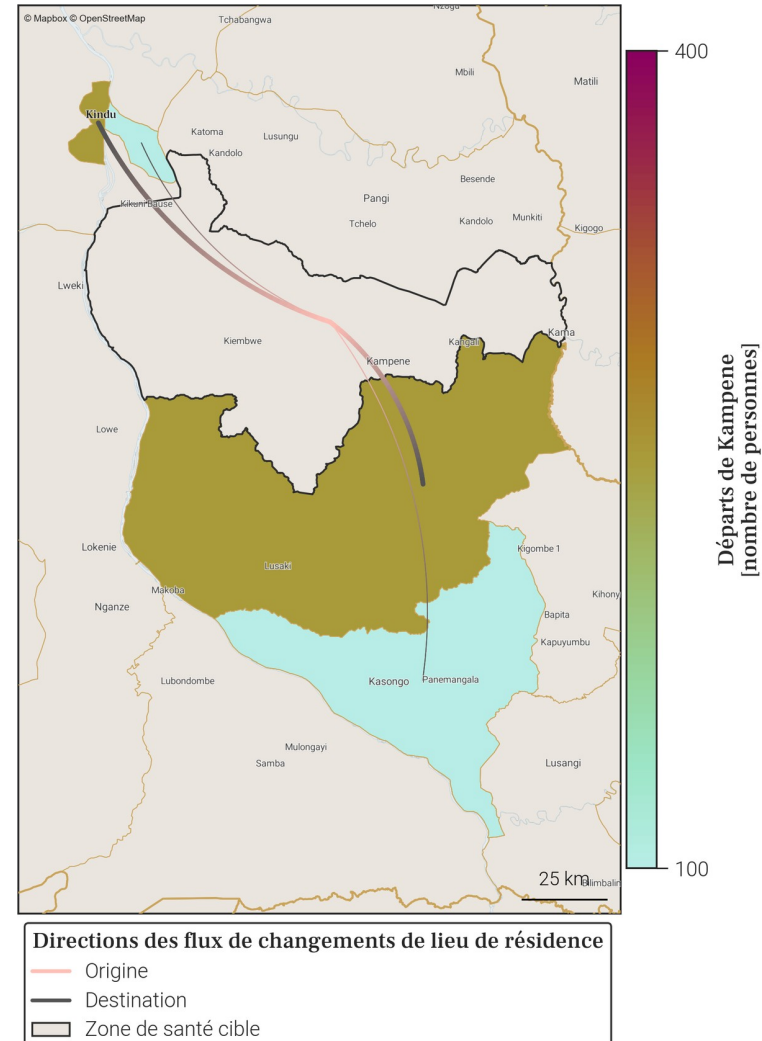 © Mapbox © OpenStreetMap
Tchabangwa
Mbili
Matili
Kindu
Katoma
Lusungu
Kandolo
Besende
Pangi
Kikuni Bause
Tchelo
Kandolo
Munkiti
Kigogo
Lweki
Kama
Kiembwe
Kangali
Kampene
Lowe
Lokenie
Kigombe 1
Lusaki
Makoba
Kihony
Nganze
Bapita
Kapuyumbu
Lubondombe
Kasongo
Panemangala
Mulongayi
Samba
Lusangi
25 km
400
100
Départs de Kampene
[nombre de personnes]
Directions des flux de changements de lieu de résidence
Origine
Destination
Zone de santé cible